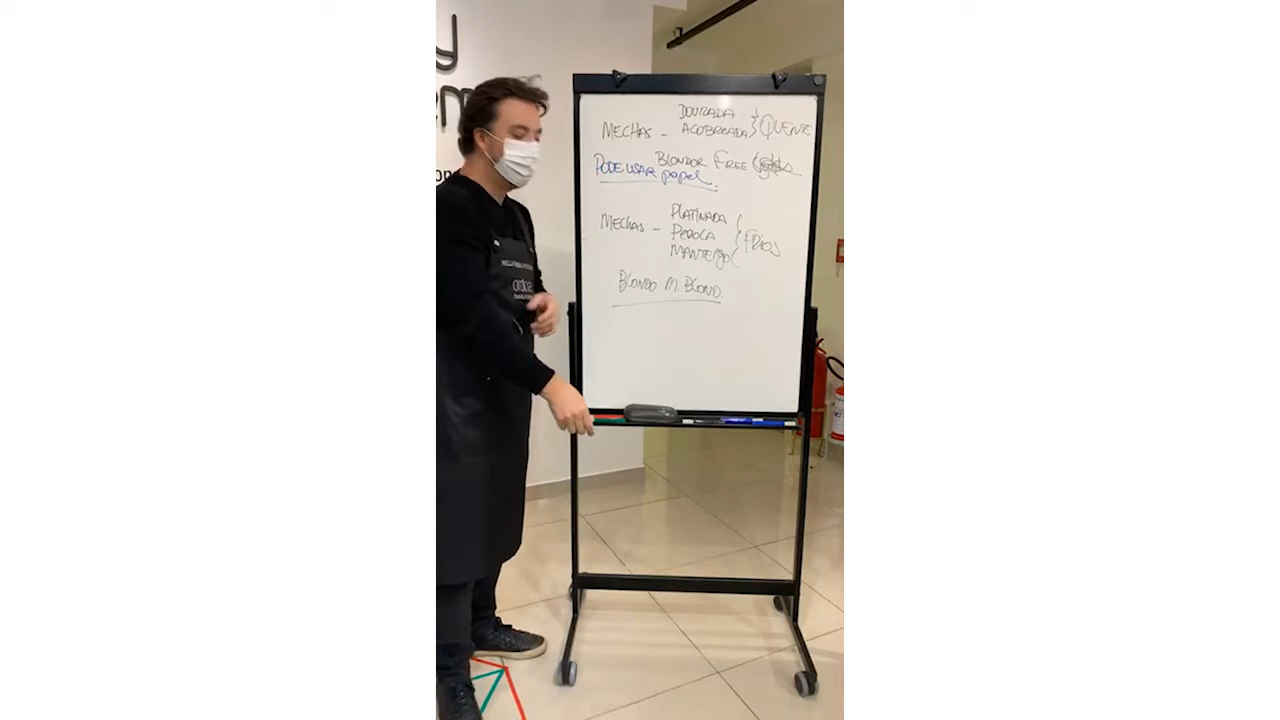 DOURADA
MECHAS - ACOBREADA } QUENTE
BLONDOR FREE
PODE USAR papel.
PLATINADA
MECHAS - PEROLA } FRIOS
MANTEIGA
BLONDO M. BLOND.